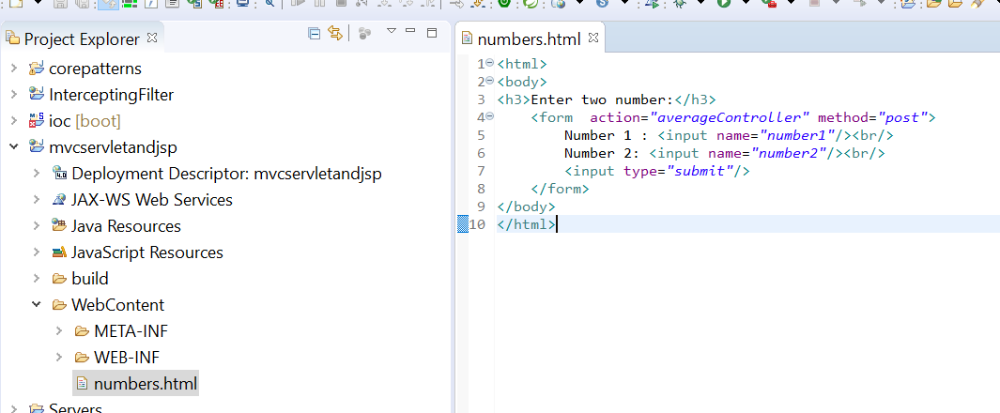 Project Explorer
corepatterns
InterceptingFilter
ioc [boot]
mvcservletandjsp
Deployment Descriptor: mvcservletandjsp
JAX-WS Web Services
Java Resources
JavaScript Resources
build
WebContent
META-INF
WEB-INF
numbers.html
Servers
numbers.html
1 <html>
2 <body>
3 <h3>Enter two number:</h3>
4 <form  action="averageController" method="post">
5 Number 1 : <input name="number1"/><br/>
6 Number 2: <input name="number2"/><br/>
7 <input type="submit"/>
8 </form>
9 </body>
10 </html>